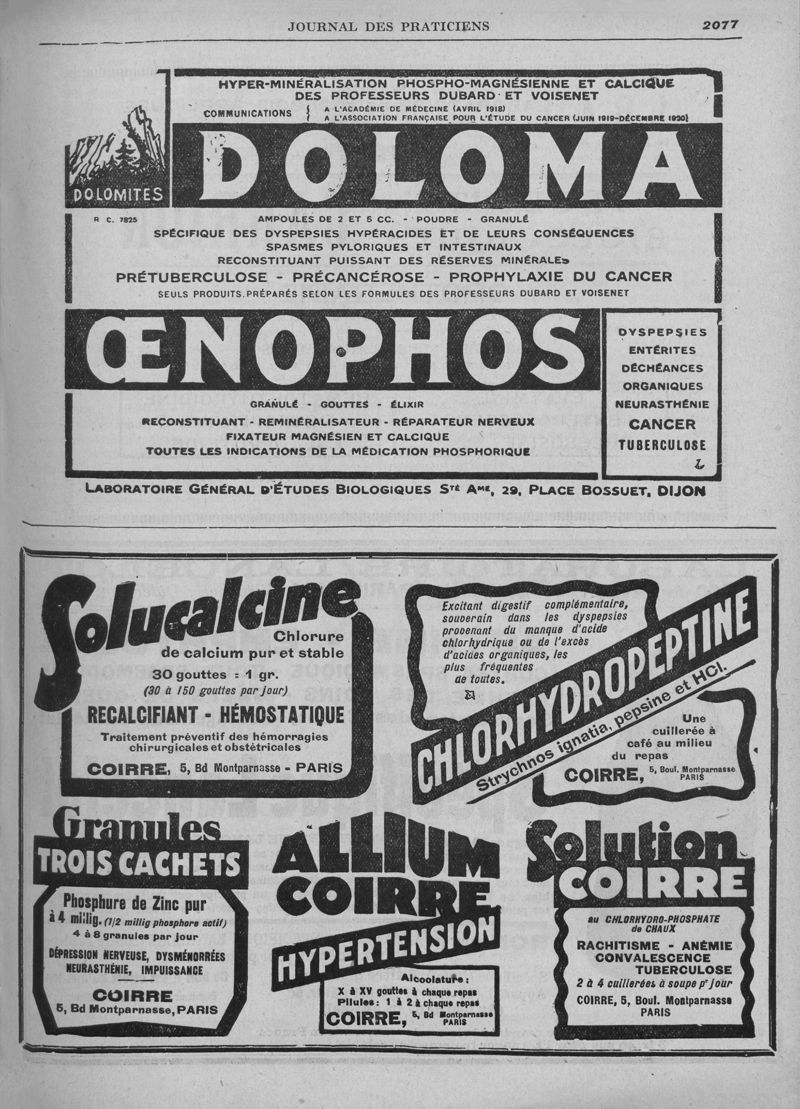 JOURNAL DES PRATICIENS
2077
HYPER-MINÉRALISATION PHOSPHO-MAGNÉSIENNE ET CALCIQUE
DES PROFESSEURS DUBARD ET VOISENET
COMMUNICATIONS { A L'ACADÉMIE DE MÉDECINE (AVRIL 1918)
A L'ASSOCIATION FRANÇAISE POUR L'ÉTUDE DU CANCER (JUIN 1919-DÉCEMBRE 1920)
DOLOMITES
DOLOMA
R C. 7825
AMPOULES DE 2 ET 5 CC. - POUDRE - GRANULÉ
SPÉCIFIQUE DES DYSPEPSIES HYPÉRACIDES ET DE LEURS CONSÉQUENCES
SPASMES PYLORIQUES ET INTESTINAUX
RECONSTITUANT PUISSANT DES RÉSERVES MINÉRALES
PRÉTUBERCULOSE - PRÉCANCÉROSE - PROPHYLAXIE DU CANCER
SEULS PRODUITS PRÉPARÉS SELON LES FORMULES DES PROFESSEURS DUBARD ET VOISENET
ŒNOPHOS
GRANULÉ - GOUTTES - ÉLIXIR
RECONSTITUANT - REMINÉRALISATEUR - RÉPARATEUR NERVEUX
FIXATEUR MAGNÉSIEN ET CALCIQUE
TOUTES LES INDICATIONS DE LA MÉDICATION PHOSPHORIQUE
DYSPEPSIES
ENTÉRITES
DÉCHÉANCES
ORGANIQUES
NEURASTHÉNIE
CANCER
TUBERCULOSE
LABORATOIRE GÉNÉRAL D'ÉTUDES BIOLOGIQUES STÉ AME, 29, PLACE BOSSUET, DIJON
Solucalcine
Chlorure
de calcium pur et stable
30 gouttes = 1 gr.
(30 à 150 gouttes par jour)
RECALCIFIANT - HÉMOSTATIQUE
Traitement préventif des hémorragies
chirurgicales et obstétricales
COIRRE, 5, Bd Montparnasse - PARIS
Excitant digestif complémentaire,
souverain dans les dyspepsies
provenant du manque d'acide
chlorhydrique ou de l'excès
d'acides organiques, les
plus fréquentes
de toutes.
CHLORHYDROPEPTINE
Strychnos ignatia, pepsine et HCl.
Une
cuillerée à
café au milieu
du repas
COIRRE, 5, Boul. Montparnasse
PARIS
Granules
TROIS CACHETS
Phosphure de Zinc pur
à 4 millig. (1/2 millig phosphore actif)
4 à 8 granules par jour
DÉPRESSION NERVEUSE, DYSMÉNORRÉES
NEURASTHÉNIE, IMPUISSANCE
COIRRE
5, Bd Montparnasse, PARIS
ALLIUM
COIRRE
HYPERTENSION
Alcoolature:
X à XV gouttes à chaque repas
Pilules: 1 à 2 à chaque repas
COIRRE, 5, Bd Montparnasse
PARIS
Solution
COIRRE
au CHLORHYDRO-PHOSPHATE
de CHAUX
RACHITISME - ANÉMIE
CONVALESCENCE
TUBERCULOSE
2 à 4 cuillerées à soupe pr jour
COIRRE, 5, Boul. Montparnasse
PARIS